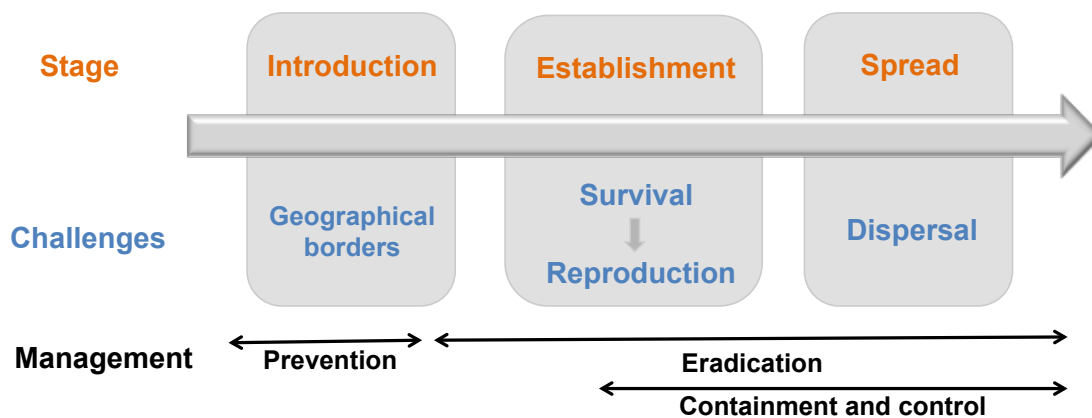 Stage
Introduction
Establishment
Spread
Challenges
Geographical
borders
Survival
Reproduction
Dispersal
Management
Prevention
Eradication
Containment and control